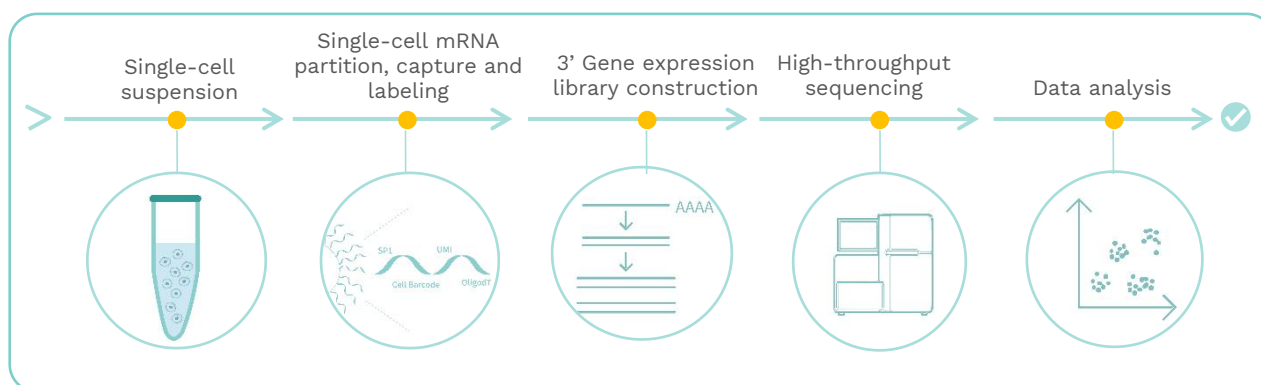 Single-cell
suspension
Single-cell mRNA
partition, capture and
labeling
3’ Gene expression
library construction
High-throughput
sequencing
Data analysis
SP1
UMI
Cell Barcode
OligodT
AAAA